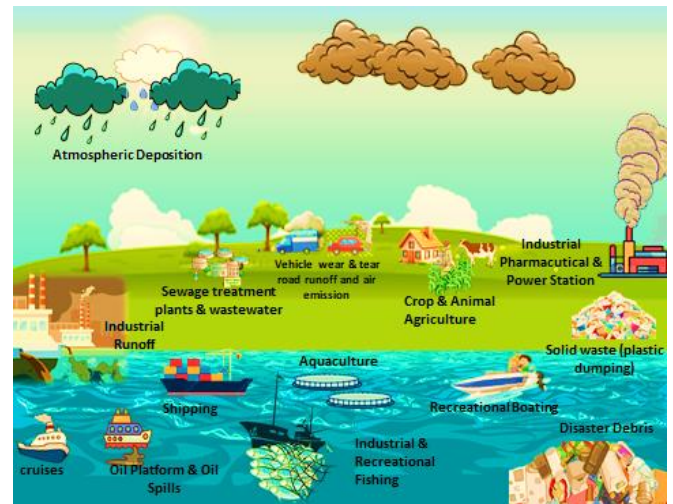 Atmospheric Deposition
Vehicle wear & tear
road runoff and air
emission
Industrial
Pharmacutical &
Power Station
Sewage treatment
plants & wastewater
Crop & Animal
Agriculture
Industrial
Runoff
Solid waste (plastic
dumping)
Aquaculture
Shipping
Recreational Boating
Disaster Debris
cruises
Oil Platform & Oil
Spills
Industrial &
Recreational
Fishing